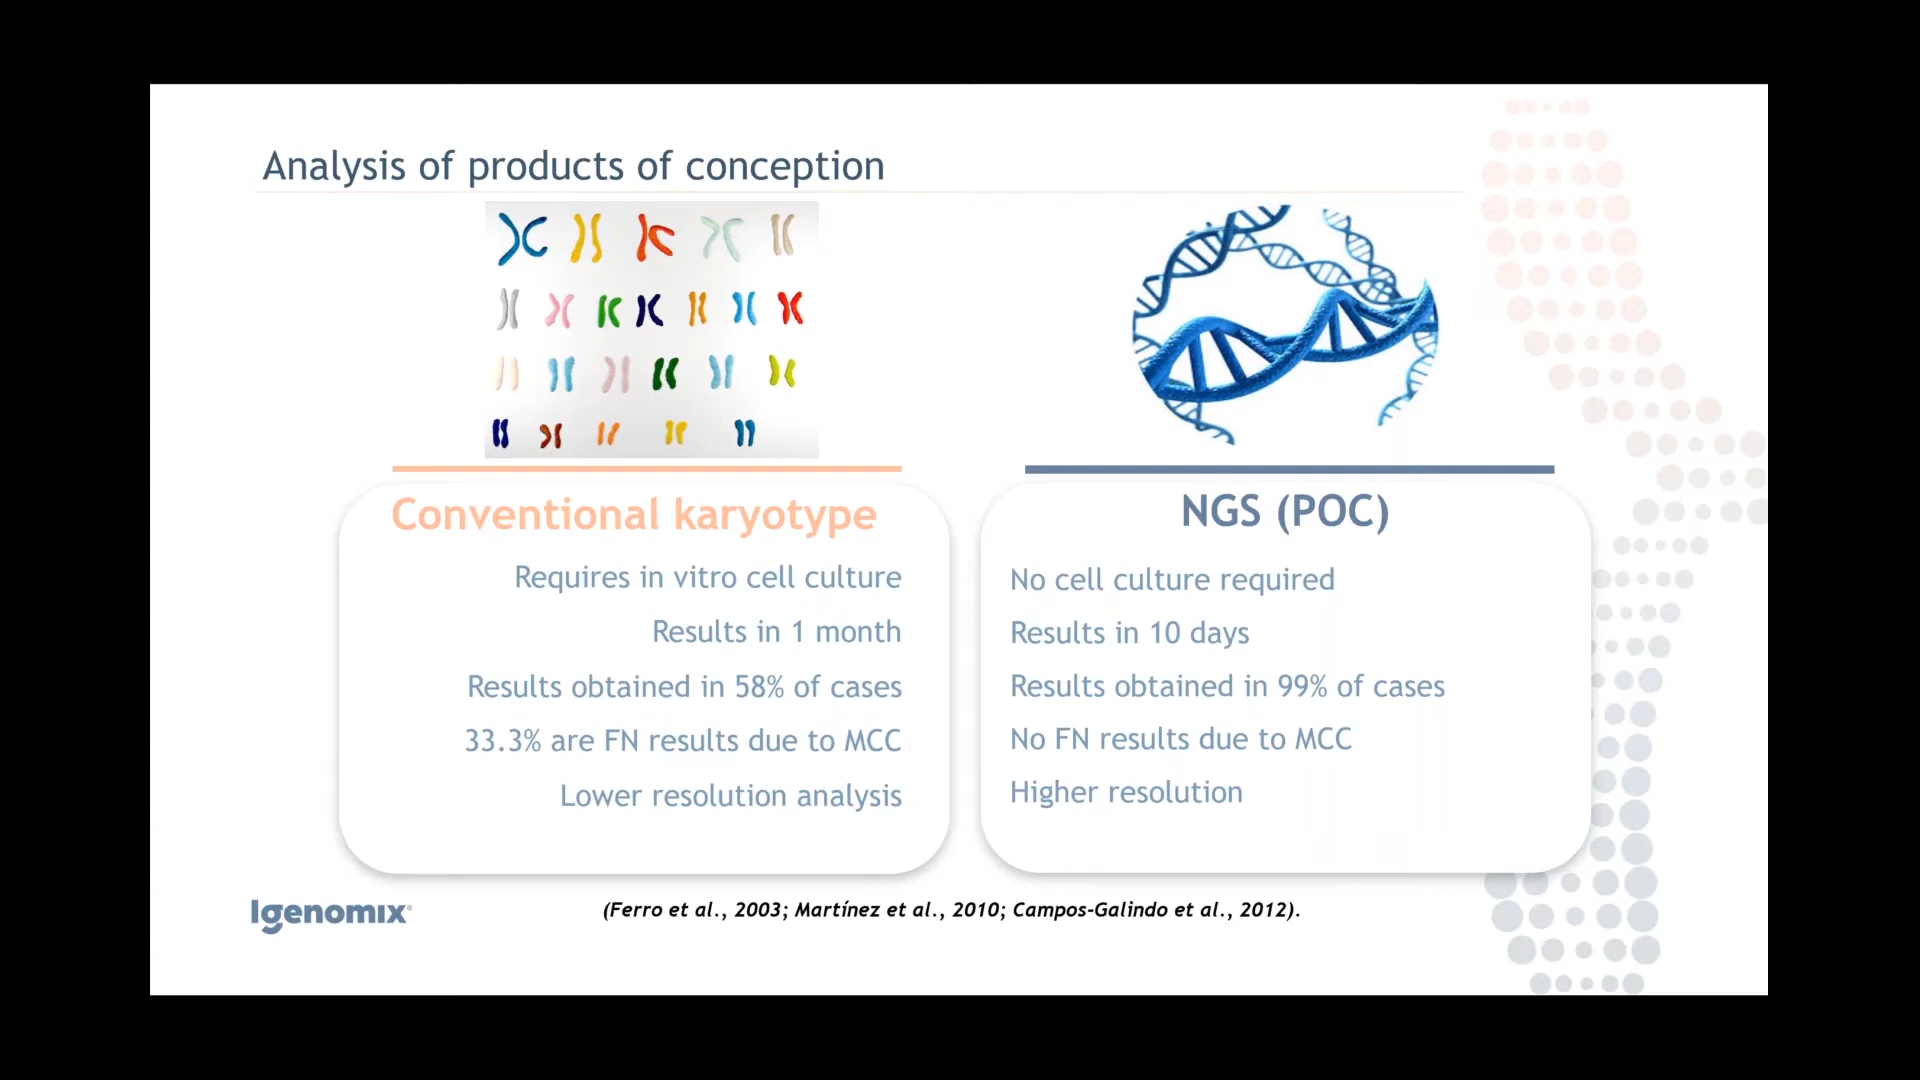 Analysis of products of conception
Conventional karyotype
Requires in vitro cell culture
Results in 1 month
Results obtained in 58% of cases
33.3% are FN results due to MCC
Lower resolution analysis
NGS (POC)
No cell culture required
Results in 10 days
Results obtained in 99% of cases
No FN results due to MCC
Higher resolution
Igenomix®
(Ferro et al., 2003; Martínez et al., 2010; Campos-Galindo et al., 2012).